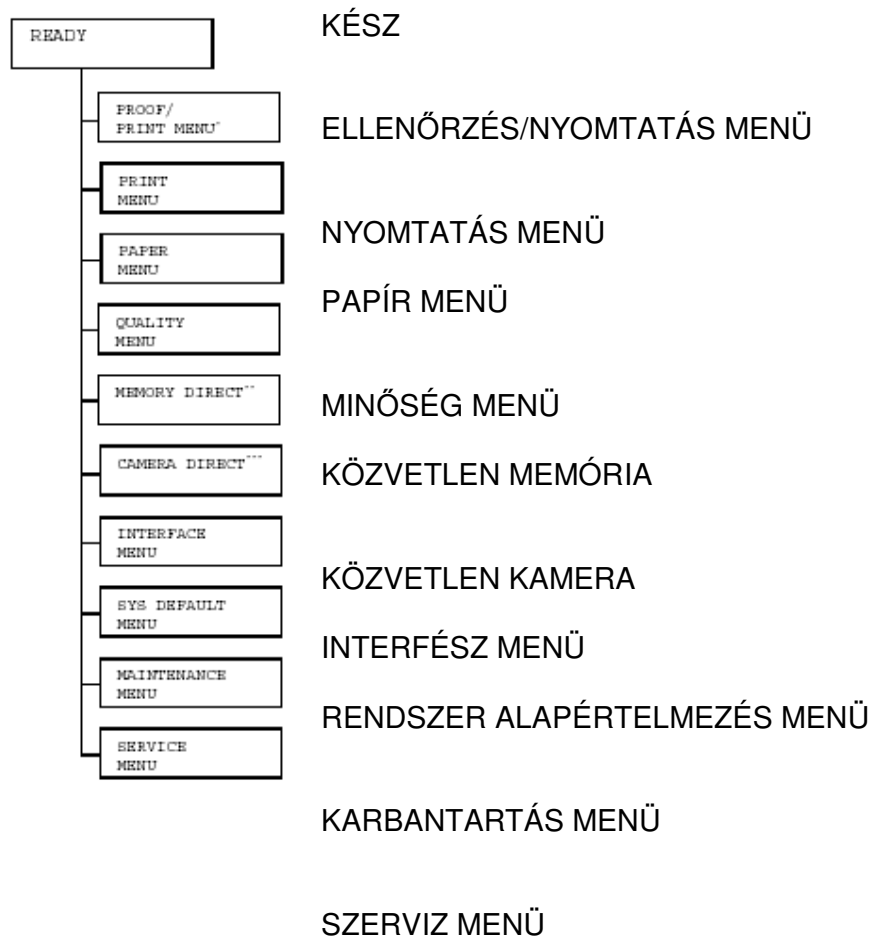 READY
KÉSZ
PROOF/
PRINT MENU*
ELLENŐRZÉS/NYOMTATÁS MENÜ
PRINT
MENU
NYOMTATÁS MENÜ
PAPER
MENU
PAPÍR MENÜ
QUALITY
MENU
MINŐSÉG MENÜ
MEMORY DIRECT**
KÖZVETLEN MEMÓRIA
CAMERA DIRECT***
KÖZVETLEN KAMERA
INTERFACE
MENU
INTERFÉSZ MENÜ
SYS DEFAULT
MENU
RENDSZER ALAPÉRTELMEZÉS MENÜ
MAINTENANCE
MENU
KARBANTARTÁS MENÜ
SERVICE
MENU
SZERVIZ MENÜ